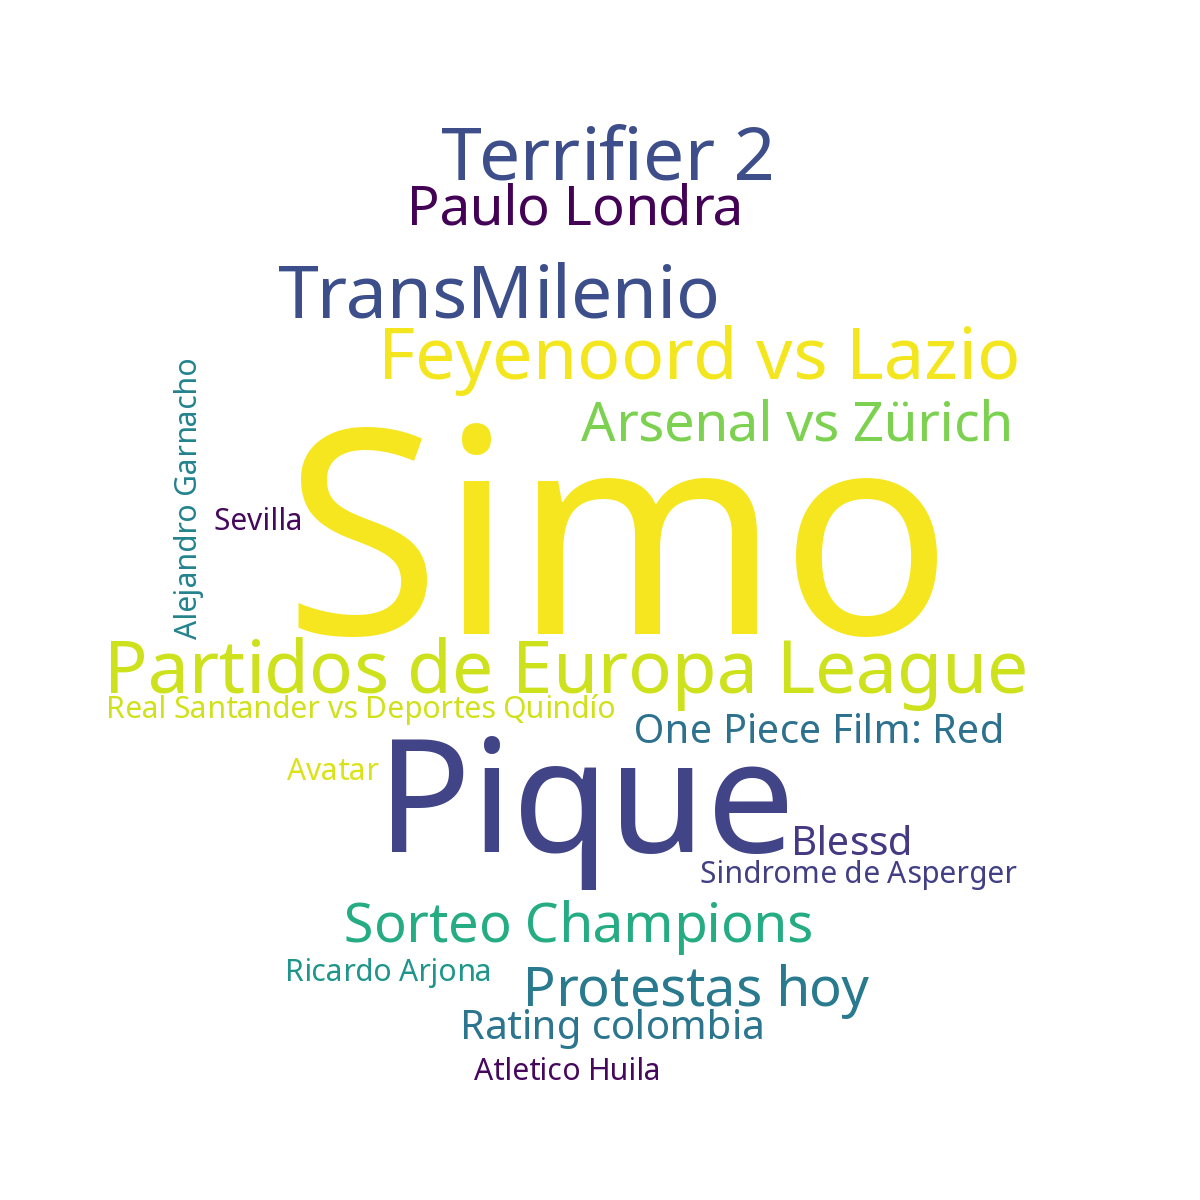 Terrifier 2
Paulo Londra
TransMilenio
Feyenoord vs Lazio
Arsenal vs Zürich
Alejandro Garnacho
Simo
Sevilla
Partidos de Europa League
Real Santander vs Deportes Quindío
One Piece Film: Red
Avatar
Pique
Blessd
Sindrome de Asperger
Sorteo Champions
Ricardo Arjona
Protestas hoy
Rating colombia
Atletico Huila